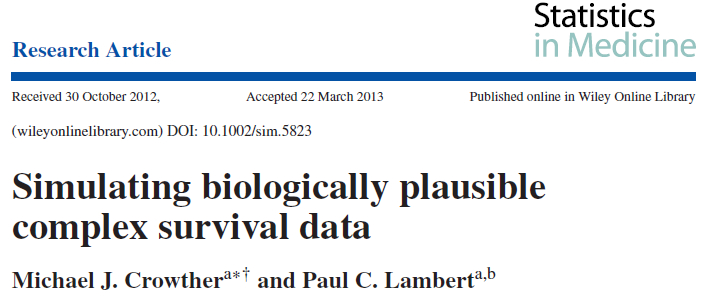 Statistics
in Medicine
Research Article
Received 30 October 2012, Accepted 22 March 2013 Published online in Wiley Online Library
(wileyonlinelibrary.com) DOI: 10.1002/sim.5823
Simulating biologically plausible
complex survival data
Michael J. Crowther^a*† and Paul C. Lambert^a,b